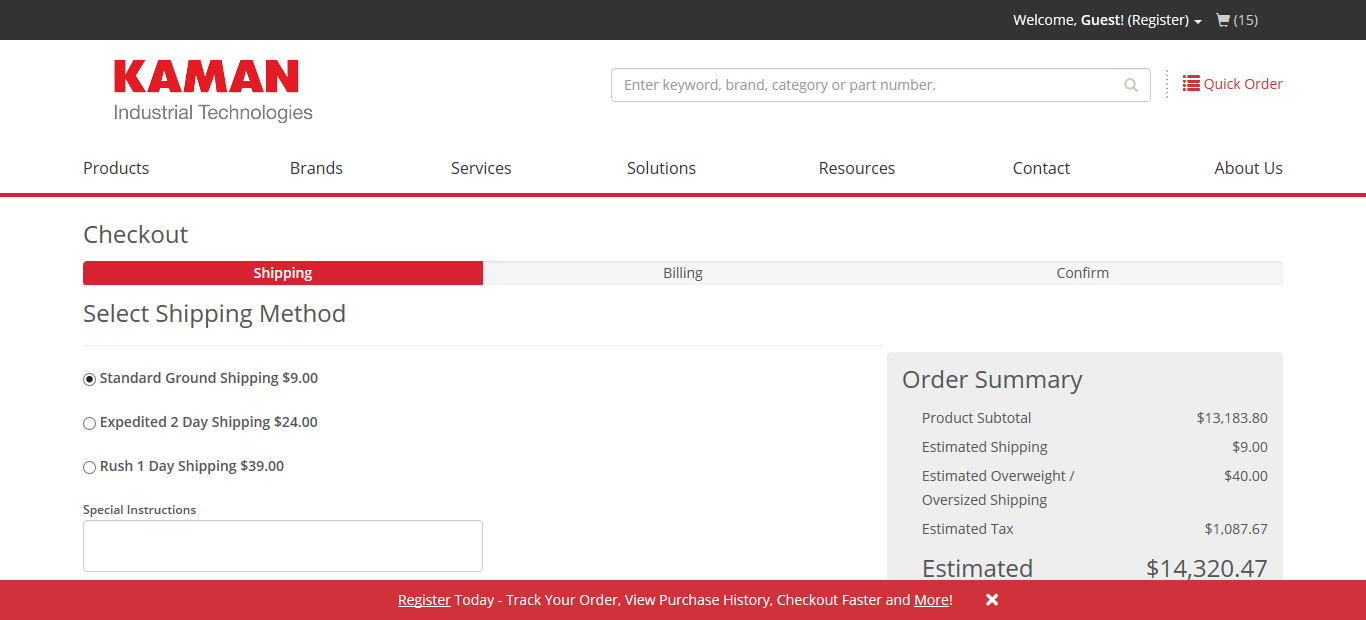 Welcome, Guest! (Register) (15)
KAMAN
Industrial Technologies
Enter keyword, brand, category or part number.
Quick Order
Products Brands Services Solutions Resources Contact About Us
Checkout
Shipping Billing Confirm
Select Shipping Method
Standard Ground Shipping $9.00
Expedited 2 Day Shipping $24.00
Rush 1 Day Shipping $39.00
Special Instructions
Order Summary
Product Subtotal $13,183.80
Estimated Shipping $9.00
Estimated Overweight / $40.00
Oversized Shipping
Estimated Tax $1,087.67
Estimated $14,320.47
Register Today - Track Your Order, View Purchase History, Checkout Faster and More!